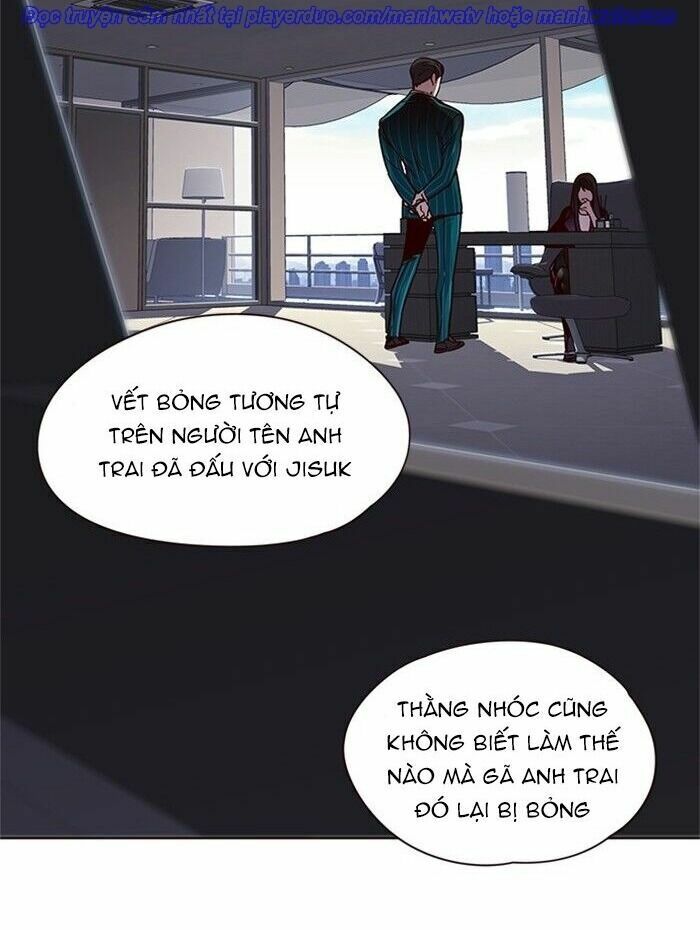 Đọc truyện sớm nhất tại playerduo.com/manhwatv hoặc
VẾT BỎNG TƯƠNG TỰ
TRÊN NGƯỜI TÊN ANH
TRAI ĐÃ ĐẤU VỚI JISUK
THẰNG NHÓC CŨNG
KHÔNG BIẾT LÀM THẾ
NÀO MÀ GÃ ANH TRAI
ĐÓ LẠI BỊ BỎNG